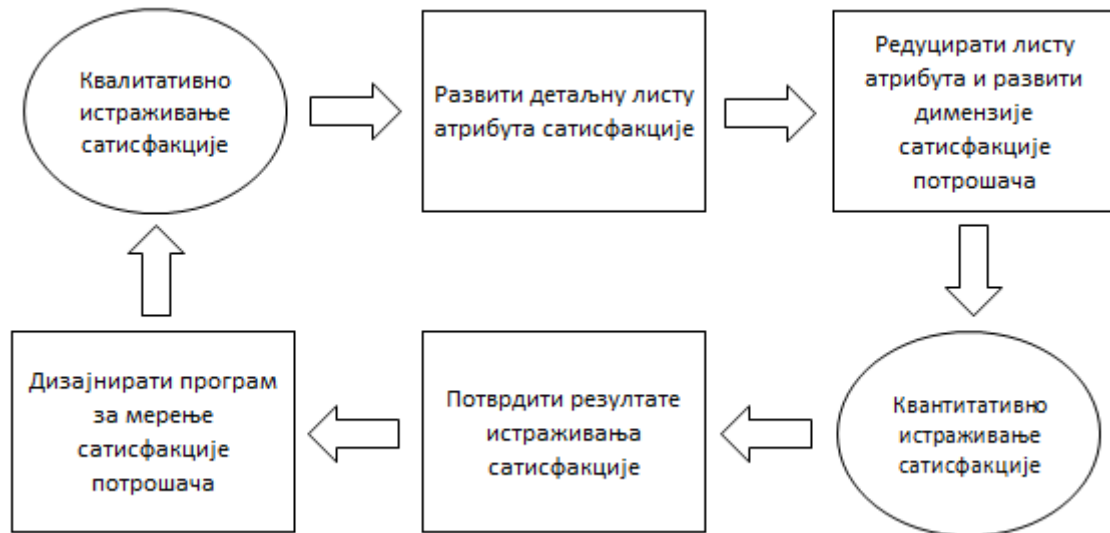 Квалитативно
истраживање
сатисфакције
Развити детаљну листу
атрибута сатисфакције
Редуцирати листу
атрибута и развити
димензије
сатисфакције
потрошача
Квантитативно
истраживање
сатисфакције
Потврдити резултате
истраживања
сатисфакције
Дизајнирати програм
за мерење
сатисфакције
потрошача